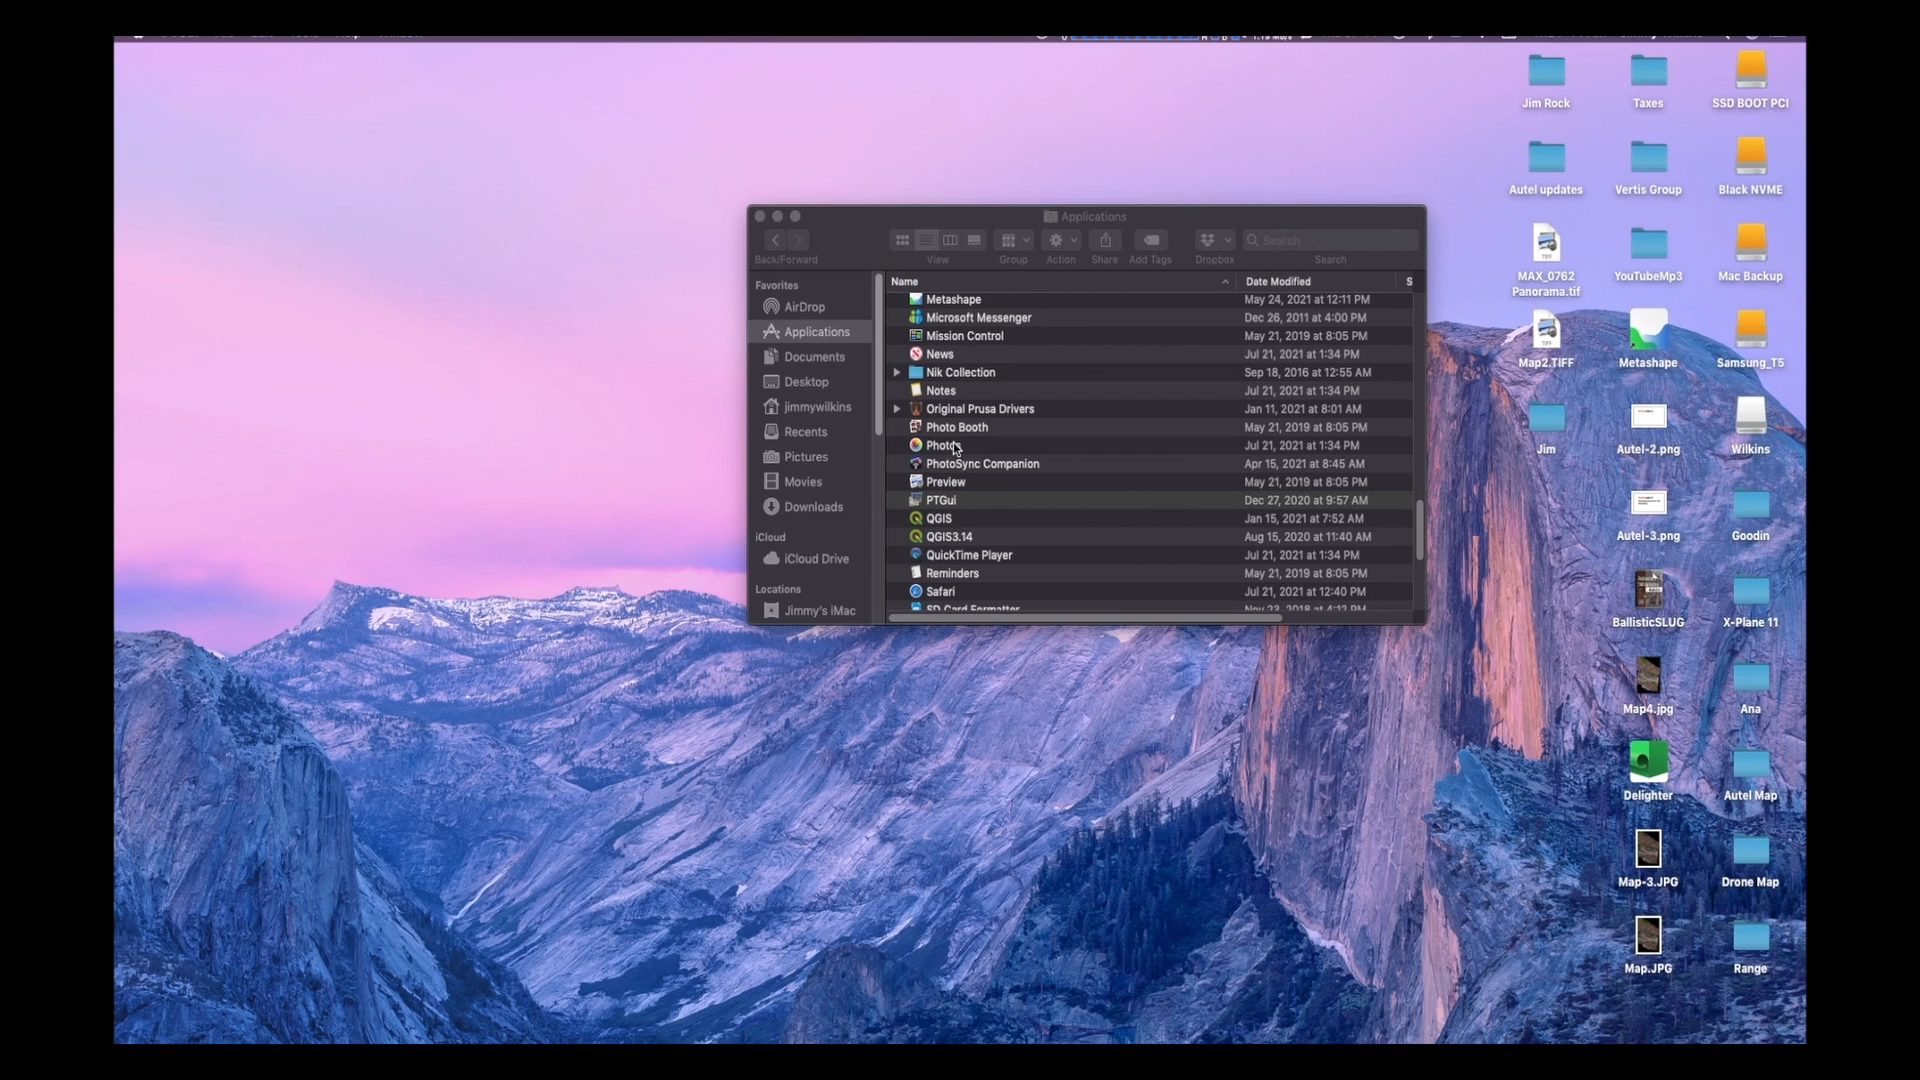 Applications
Back/Forward
View
Group
Action
Share
Add Tags
Dropbox
Search
Search
Favorites
AirDrop
Applications
Documents
Desktop
jimmywilkins
Recents
Pictures
Movies
Downloads
iCloud
iCloud Drive
Locations
Jimmy's iMac
Name Date Modified S
Metashape May 24, 2021 at 12:11 PM
Microsoft Messenger Dec 26, 2011 at 4:00 PM
Mission Control May 21, 2019 at 8:05 PM
News Jul 21, 2021 at 1:34 PM
Nik Collection Sep 18, 2016 at 12:55 AM
Notes Jul 21, 2021 at 1:34 PM
Original Prusa Drivers Jan 11, 2021 at 8:01 AM
Photo Booth May 21, 2019 at 8:05 PM
Photos Jul 21, 2021 at 1:34 PM
PhotoSync Companion Apr 15, 2021 at 8:45 AM
Preview May 21, 2019 at 8:05 PM
PTGui Dec 27, 2020 at 9:57 AM
QGIS Jan 15, 2021 at 7:52 AM
QGIS3.14 Aug 15, 2020 at 11:40 AM
QuickTime Player Jul 21, 2021 at 1:34 PM
Reminders May 21, 2019 at 8:05 PM
Safari Jul 21, 2021 at 12:40 PM
SD Card Formatter Nov 23, 2018 at 4:12 PM
Jim Rock Taxes SSD BOOT PCI
Autel updates Vertis Group Black NVME
MAX_0762 YouTubeMp3 Mac Backup
Panorama.tif
Map2.TIFF Metashape Samsung_T5
Jim Autel-2.png Wilkins
Autel-3.png Goodin
BallisticSLUG X-Plane 11
Map4.jpg Ana
Delighter Autel Map
Map-3.JPG Drone Map
Map.JPG Range